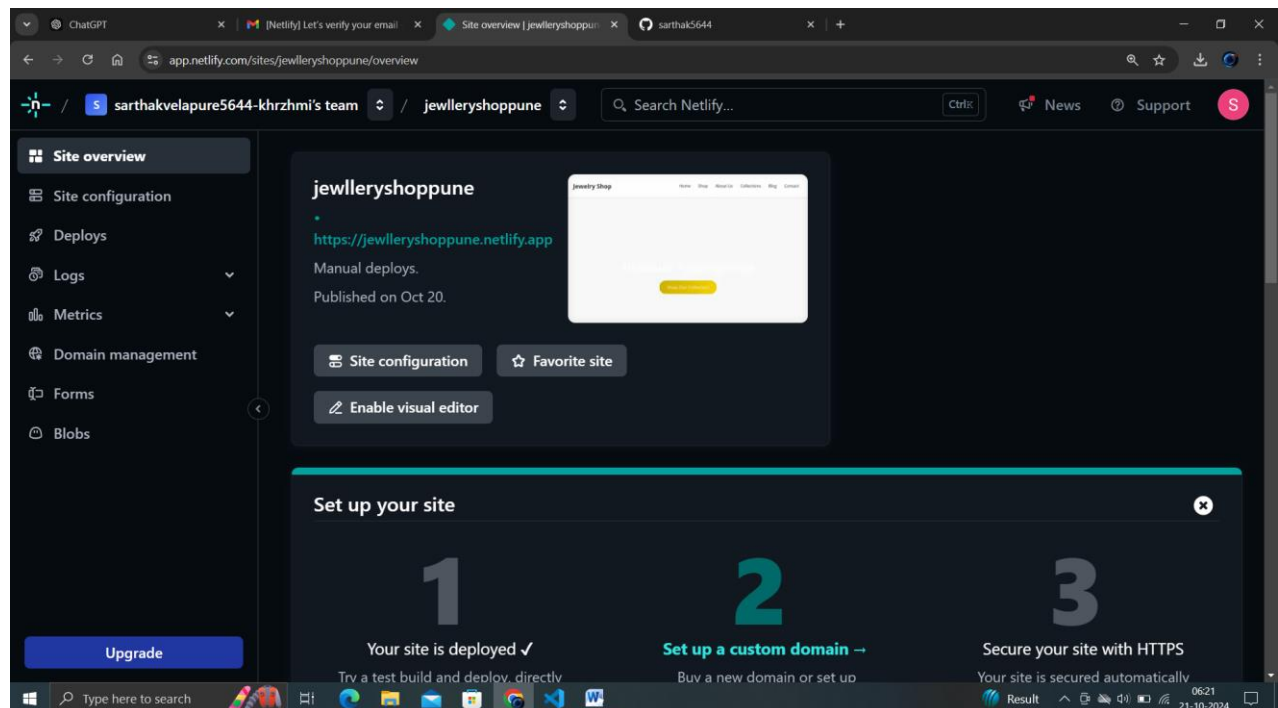 ChatGPT
[Netlify] Let's verify your email
Site overview | jewlleryshoppun
sarthak5644
app.netlify.com/sites/jewlleryshoppune/overview
/ S sarthakvelapure5644-khrzhmi's team / jewlleryshoppune
Search Netlify...
Ctrl K
News
Support
S
Site overview
Site configuration
Deploys
Logs
Metrics
Domain management
Forms
Blobs
Upgrade
jewlleryshoppune
https://jewlleryshoppune.netlify.app
Manual deploys.
Published on Oct 20.
Jewelry Shop
Home Shop About Us Collections Blog Contact
Site configuration
Favorite site
Enable visual editor
Set up your site
1
Your site is deployed ✓
Try a test build and deploy, directly
2
Set up a custom domain →
Buy a new domain or set up
3
Secure your site with HTTPS
Your site is secured automatically
Type here to search
Result
06:21
21-10-2024